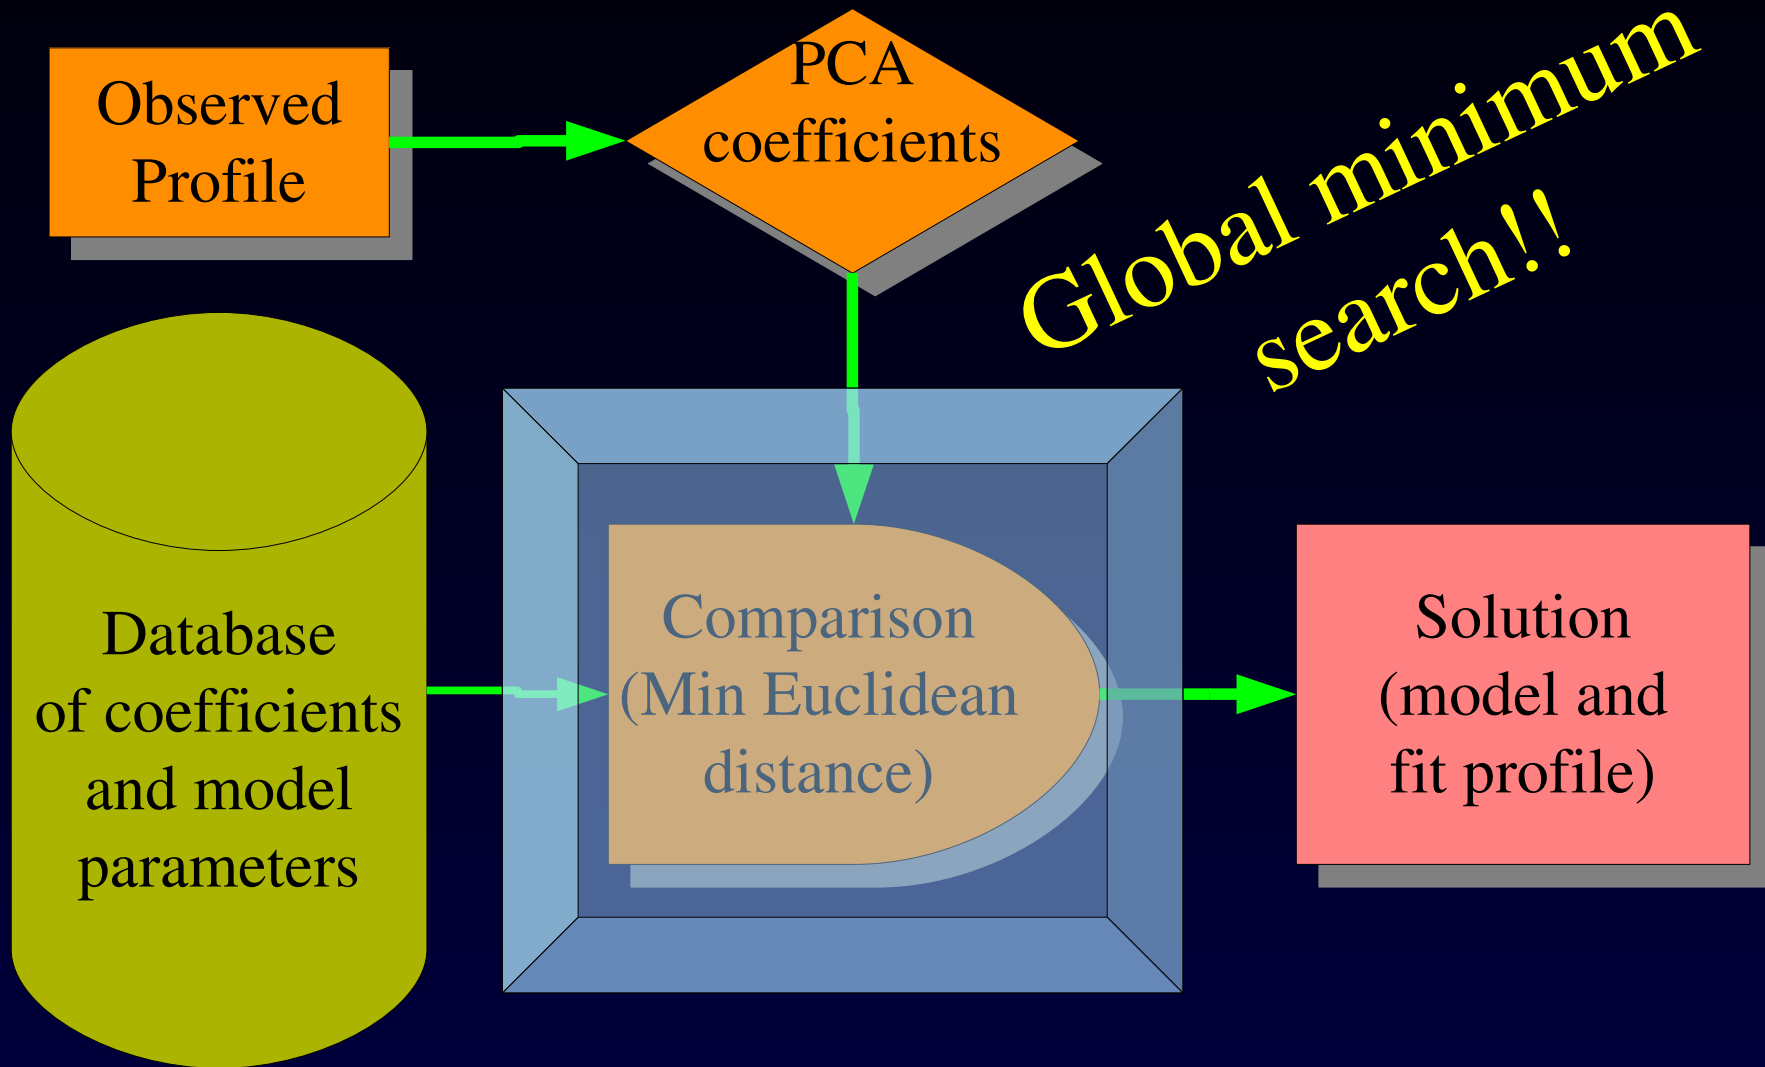 Observed
Profile
PCA
coefficients
Global minimum
search!!
Database
of coefficients
and model
parameters
Comparison
(Min Euclidean
distance)
Solution
(model and
fit profile)